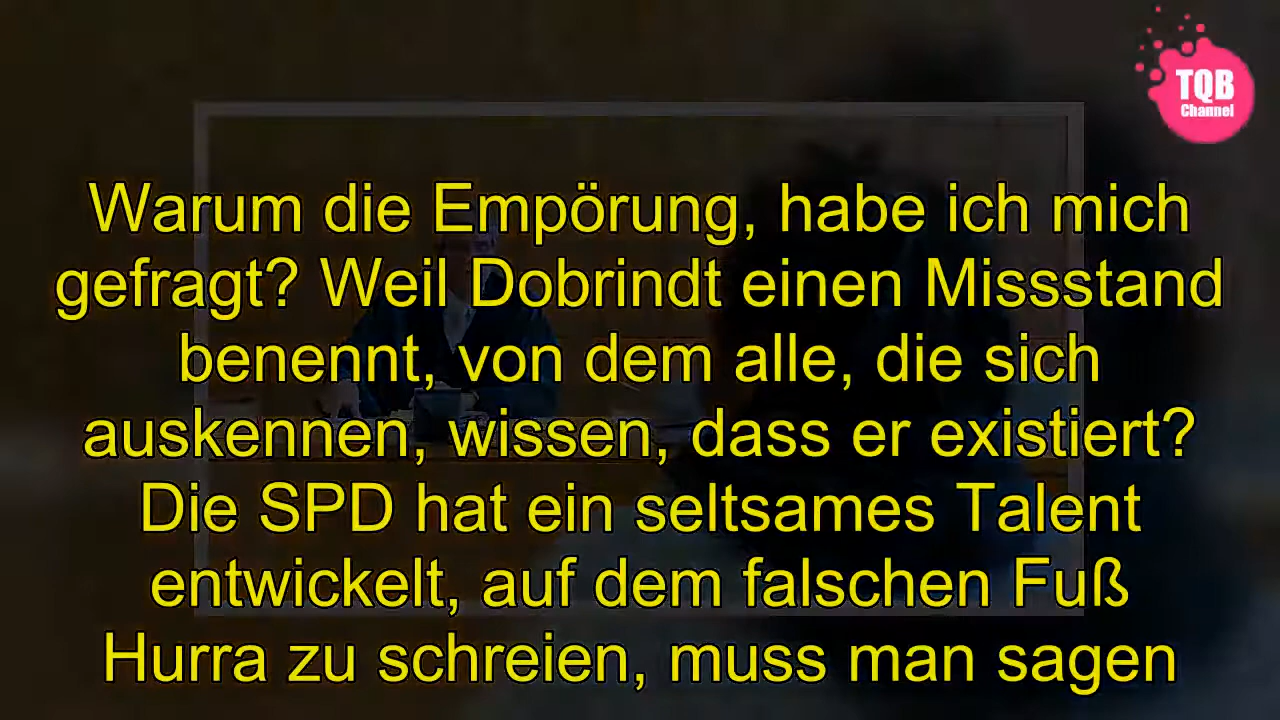 TQB
Channel
Warum die Empörung, habe ich mich
gefragt? Weil Dobrindt einen Missstand
benennt, von dem alle, die sich
auskennen, wissen, dass er existiert?
Die SPD hat ein seltsames Talent
entwickelt, auf dem falschen Fuß
Hurra zu schreien, muss man sagen